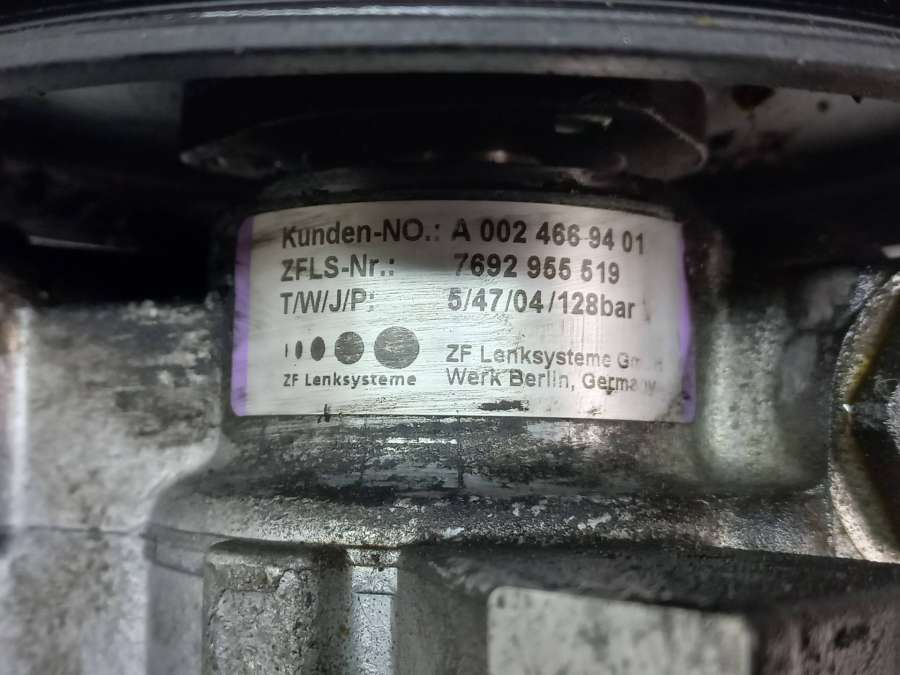 Kunden-NO.: A 002 466 94 01
ZFLS-Nr.: 7692 955 519
T/W/J/P: 5/47/04/128bar
ZF Lenksysteme
ZF Lenksysteme
Werk Berlin, Germany